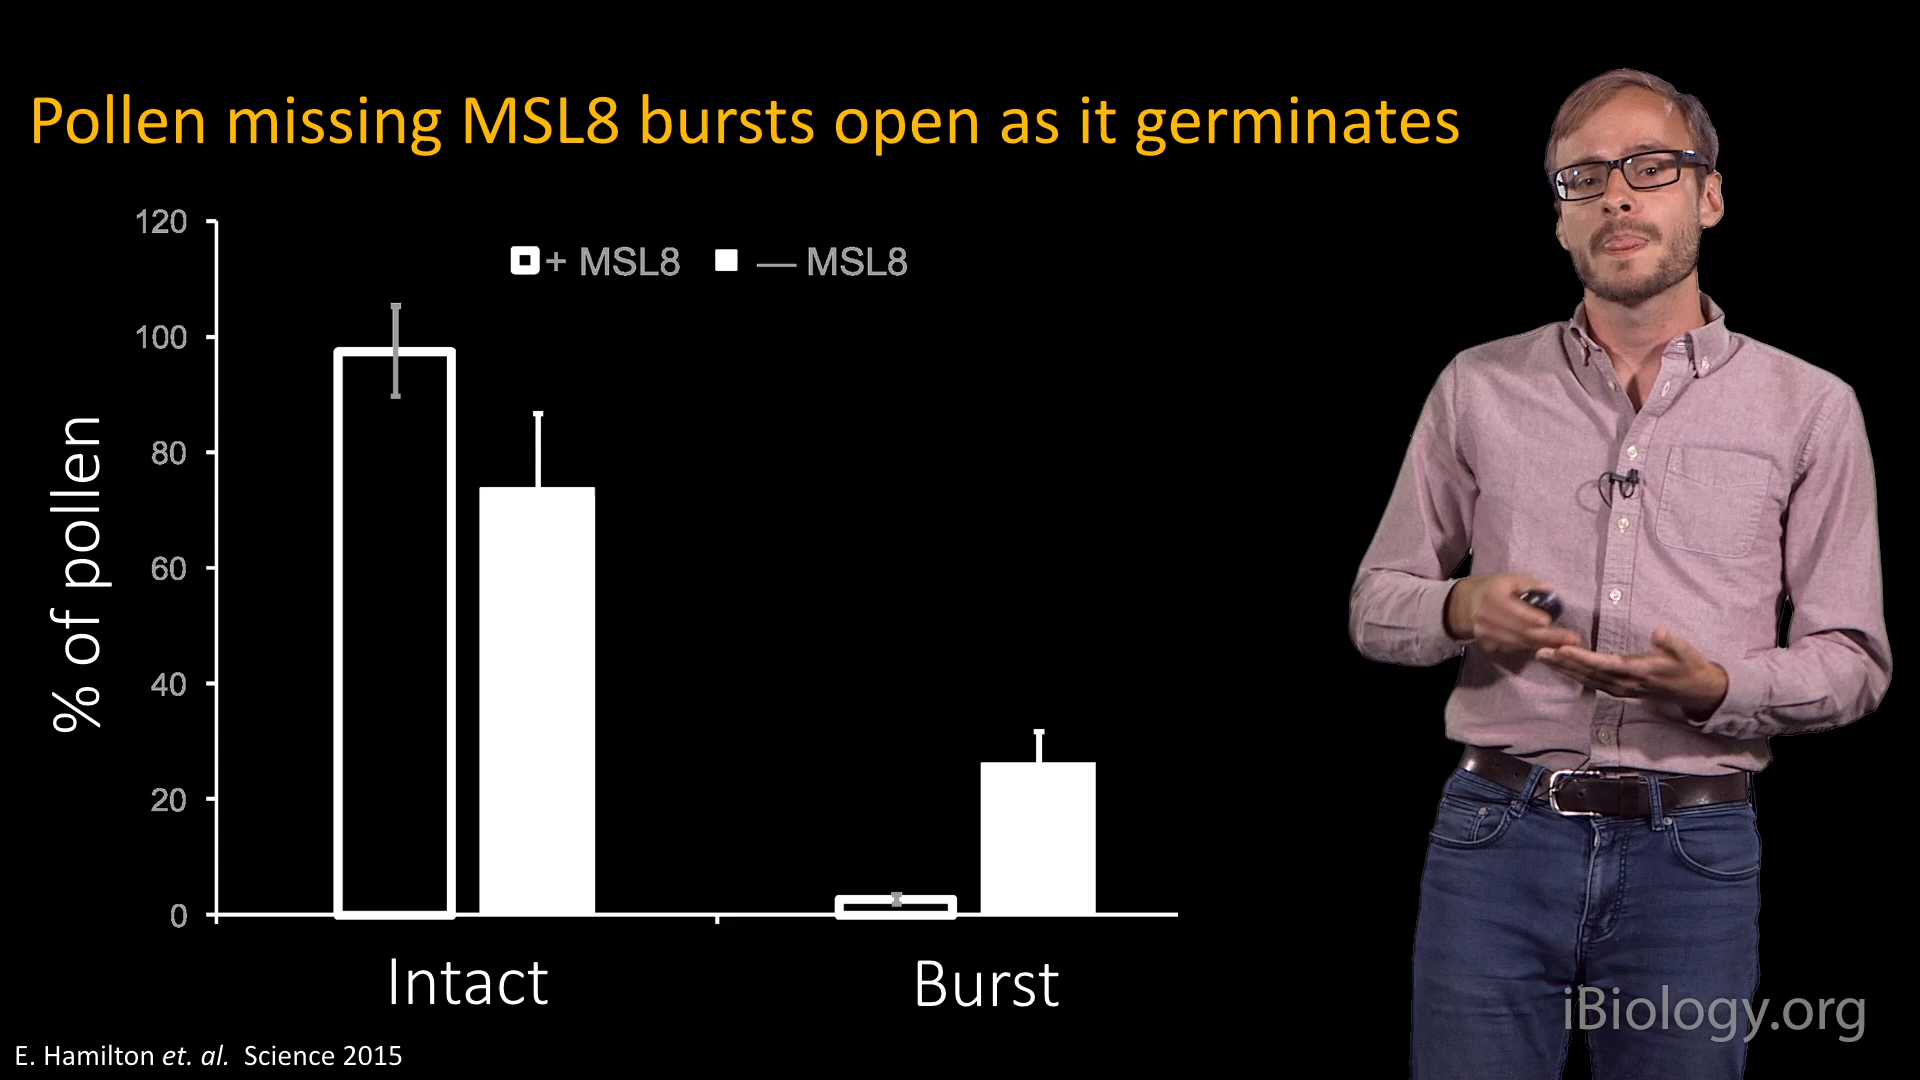 Pollen missing MSL8 bursts open as it germinates
120
100
80
60
40
20
0
% of pollen
+ MSL8
— MSL8
Intact
Burst
E. Hamilton et. al. Science 2015
iBiology.org